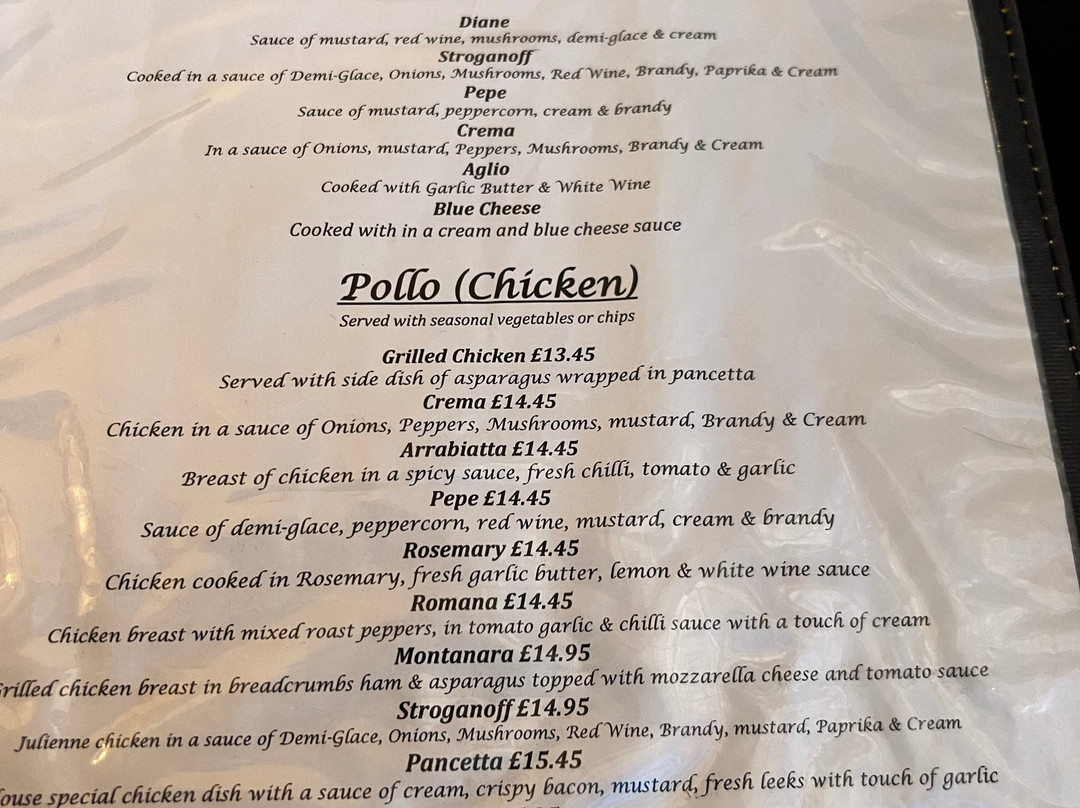 Diane
Sauce of mustard, red wine, mushrooms, demi-glace & cream
Stroganoff
Cooked in a sauce of Demi-Glace, Onions, Mushrooms, Red Wine, Brandy, Paprika & Cream
Pepe
Sauce of mustard, peppercorn, cream & brandy
Crema
In a sauce of Onions, mustard, Peppers, Mushrooms, Brandy & Cream
Aglio
Cooked with Garlic Butter & White Wine
Blue Cheese
Cooked with in a cream and blue cheese sauce
Pollo (Chicken)
Served with seasonal vegetables or chips
Grilled Chicken £13.45
Served with side dish of asparagus wrapped in pancetta
Crema £14.45
Chicken in a sauce of Onions, Peppers, Mushrooms, mustard, Brandy & Cream
Arrabiatta £14.45
Breast of chicken in a spicy sauce, fresh chilli, tomato & garlic
Pepe £14.45
Sauce of demi-glace, peppercorn, red wine, mustard, cream & brandy
Rosemary £14.45
Chicken cooked in Rosemary, fresh garlic butter, lemon & white wine sauce
Romana £14.45
Chicken breast with mixed roast peppers, in tomato garlic & chilli sauce with a touch of cream
Montanara £14.95
rilled chicken breast in breadcrumbs ham & asparagus topped with mozzarella cheese and tomato sauce
Stroganoff £14.95
Julienne chicken in a sauce of Demi-Glace, Onions, Mushrooms, Red Wine, Brandy, mustard, Paprika & Cream
Pancetta £15.45
ouse special chicken dish with a sauce of cream, crispy bacon, mustard, fresh leeks with touch of garlic